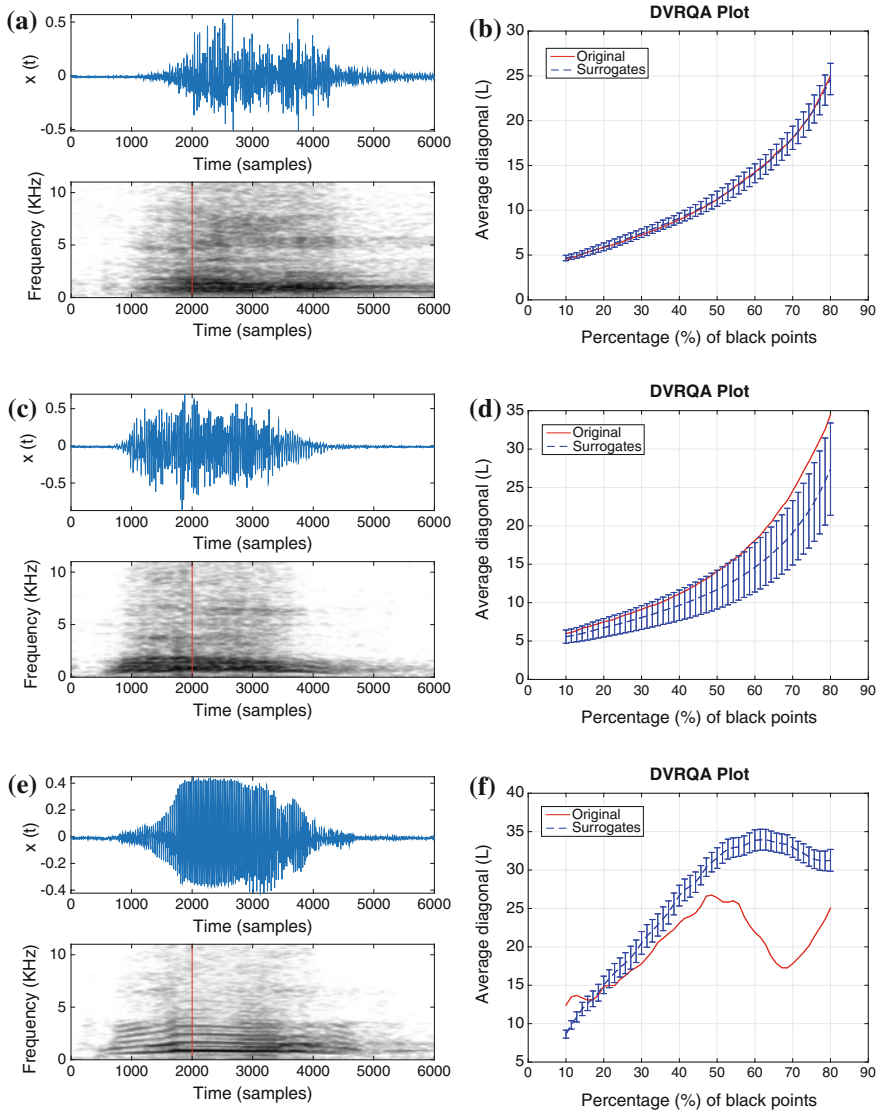 (a)
x (t)
0.5
0
-0.5
0 1000 2000 3000 4000 5000 6000
Time (samples)
Frequency (KHz)
10
5
0
0 1000 2000 3000 4000 5000 6000
Time (samples)
(b)
DVRQA Plot
Original
Surrogates
Average diagonal (L)
30
25
20
15
10
5
0
0 10 20 30 40 50 60 70 80 90
Percentage (%) of black points
(c)
x (t)
0.5
0
-0.5
0 1000 2000 3000 4000 5000 6000
Time (samples)
Frequency (KHz)
10
5
0
0 1000 2000 3000 4000 5000 6000
Time (samples)
(d)
DVRQA Plot
Original
Surrogates
Average diagonal (L)
35
30
25
20
15
10
5
0
0 10 20 30 40 50 60 70 80 90
Percentage (%) of black points
(e)
x (t)
0.4
0.2
0
-0.2
-0.4
0 1000 2000 3000 4000 5000 6000
Time (samples)
Frequency (KHz)
10
5
0
0 1000 2000 3000 4000 5000 6000
Time (samples)
(f)
DVRQA Plot
Original
Surrogates
Average diagonal (L)
40
35
30
25
20
15
10
5
0 10 20 30 40 50 60 70 80 90
Percentage (%) of black points